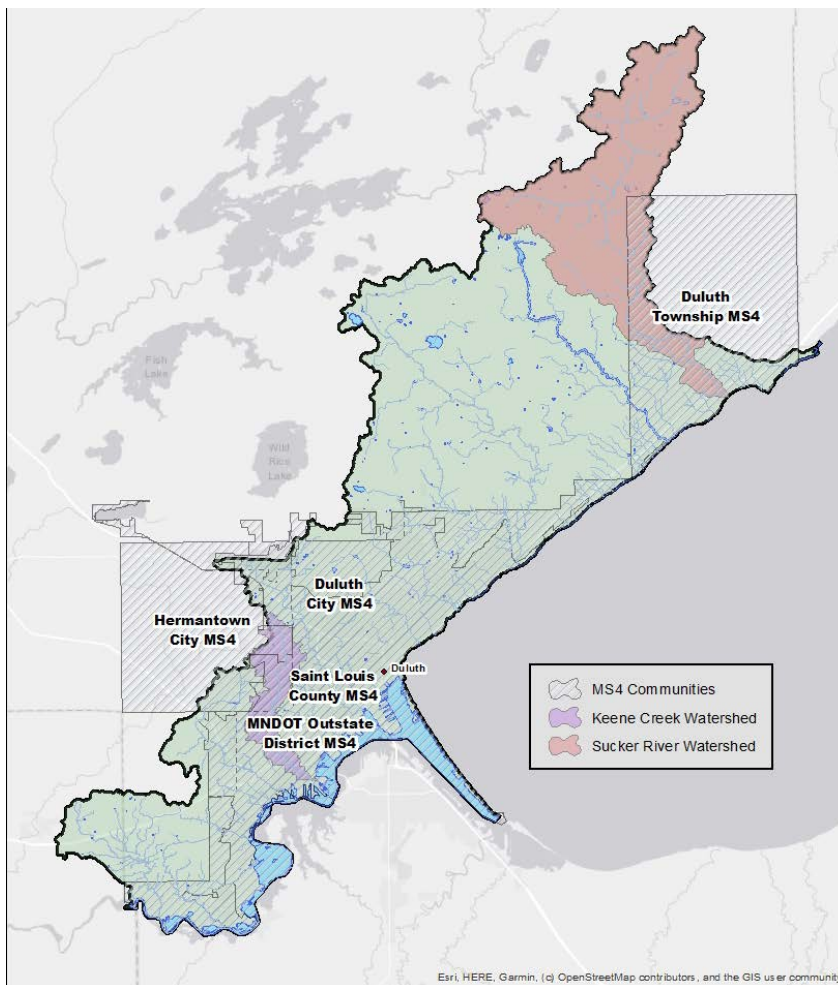 Duluth
Township MS4
Fish
Lake
Wild
Rice
Lake
Duluth
City MS4
Hermantown
City MS4
Duluth
Saint Louis
County MS4
MNDOT Outstate
District MS4
MS4 Communities
Keene Creek Watershed
Sucker River Watershed
Esri, HERE, Garmin, (c) OpenStreetMap contributors, and the GIS user community